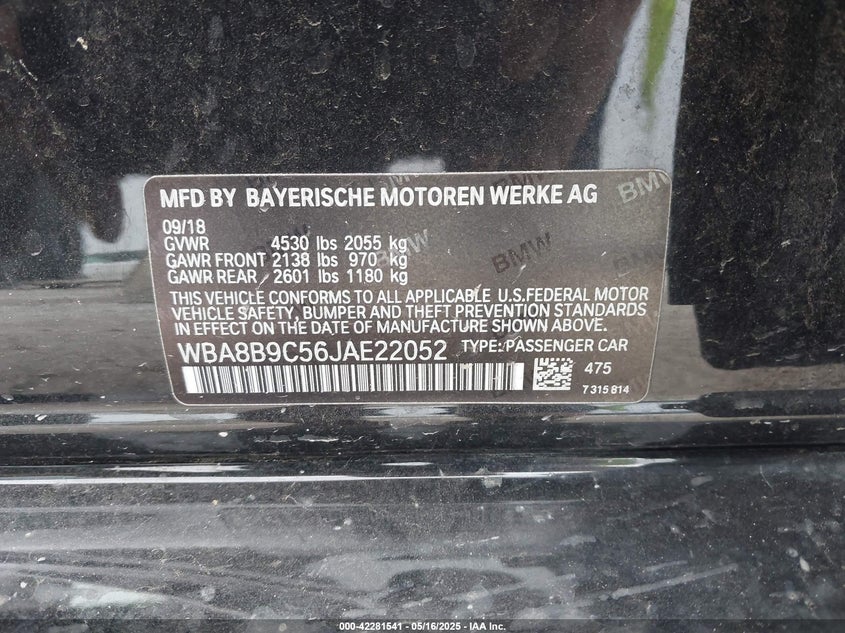 MFD BY BAYERISCHE MOTOREN WERKE AG
BMW
09/18
GVWR 4530 lbs 2055 kg
BMW
GAWR FRONT 2138 lbs 970 kg
BMW
GAWR REAR 2601 lbs 1180 kg
THIS VEHICLE CONFORMS TO ALL APPLICABLE U.S.FEDERAL MOTOR
VEHICLE SAFETY, BUMPER AND THEFT PREVENTION STANDARDS
IN EFFECT ON THE DATE OF MANUFACTURE SHOWN ABOVE.
WBA8B9C56JAE22052 TYPE: PASSENGER CAR
475
7 315 814
000-42281541 | 05/16/2025 - IAA Inc.